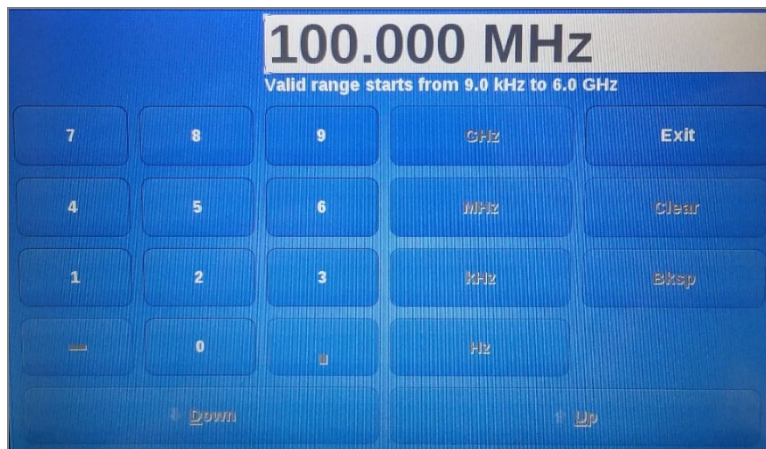 100.000 MHz
Valid range starts from 9.0 kHz to 6.0 GHz
7 8 9 GHz Exit
4 5 6 MHz Clear
1 2 3 kHz Bksp
- 0 . Hz
Down Up